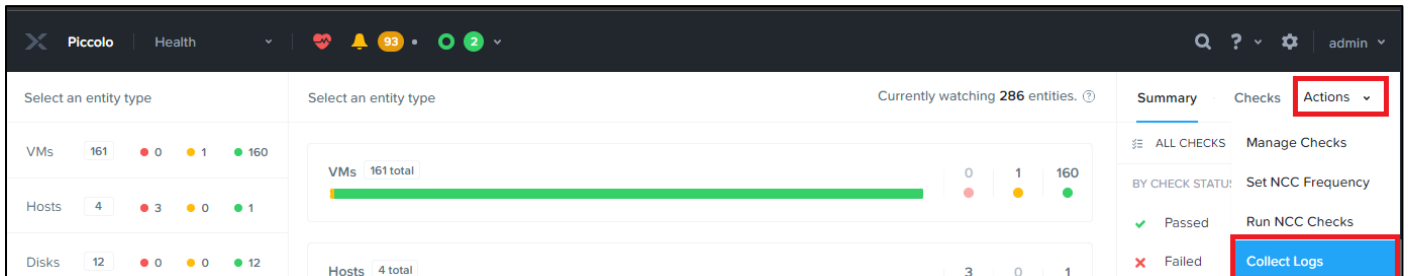 Piccolo Health 93 2 ? admin
Select an entity type
Select an entity type
Currently watching 286 entities. ?
Summary Checks Actions
VMs 161 0 1 160
Hosts 4 3 0 1
Disks 12 0 0 12
VMs 161 total 0 1 160
Hosts 4 total 3 0 1
ALL CHECKS
BY CHECK STATU
Passed
Failed
Manage Checks
Set NCC Frequency
Run NCC Checks
Collect Logs